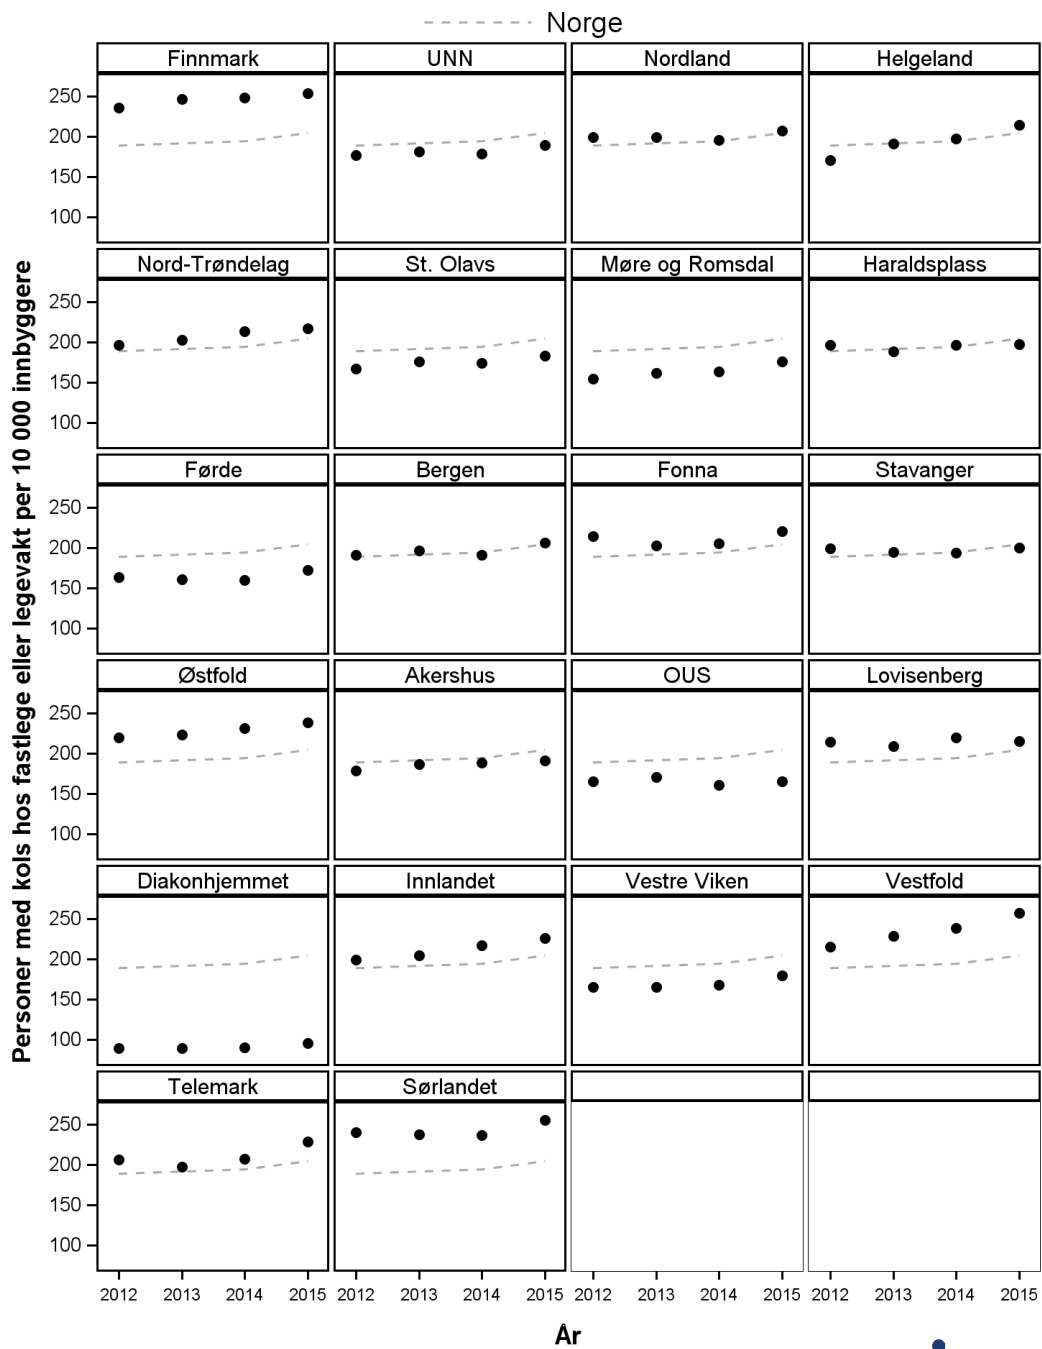 Norge
Finnmark UNN Nordland Helgeland
250
200
150
100
Nord-Trøndelag St. Olavs Møre og Romsdal Haraldsplass
250
200
150
100
Førde Bergen Fonna Stavanger
250
200
150
100
Østfold Akershus OUS Lovisenberg
250
200
150
100
Diakonhjemmet Innlandet Vestre Viken Vestfold
250
200
150
100
Telemark Sørlandet
250
200
150
100
2012 2013 2014 2015 2012 2013 2014 2015 2012 2013 2014 2015 2012 2013 2014 2015
År
Personer med kols hos fastlege eller legevakt per 10 000 innbyggere